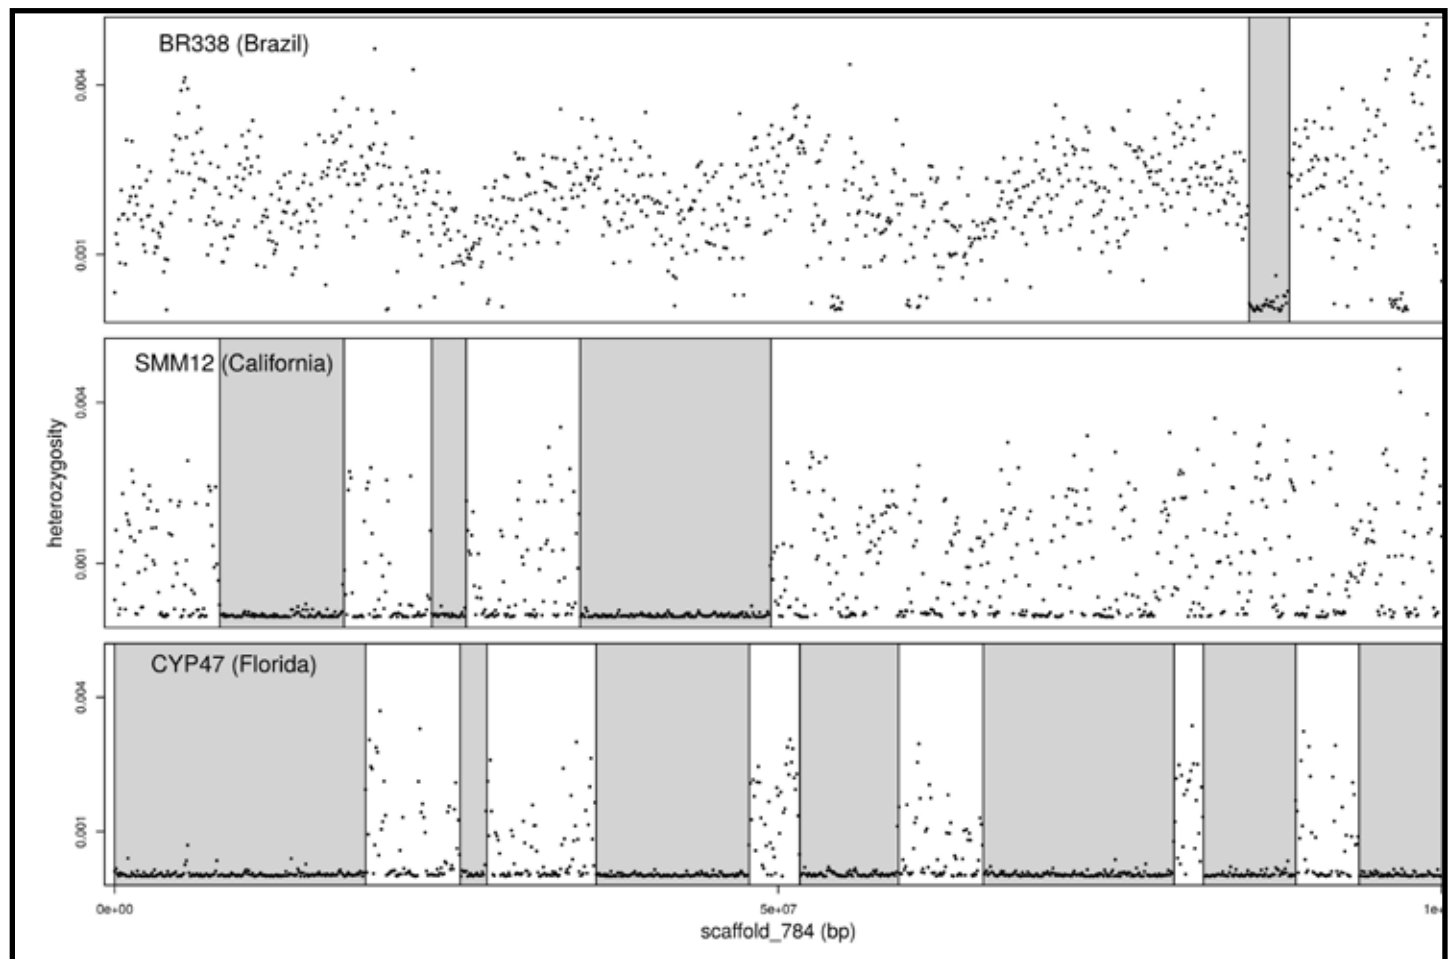 BR338 (Brazil)
0.004
0.001
SMM12 (California)
0.004
0.001
heterozygosity
CYP47 (Florida)
0.004
0.001
0e+00 5e+07 1e+
scaffold_784 (bp)